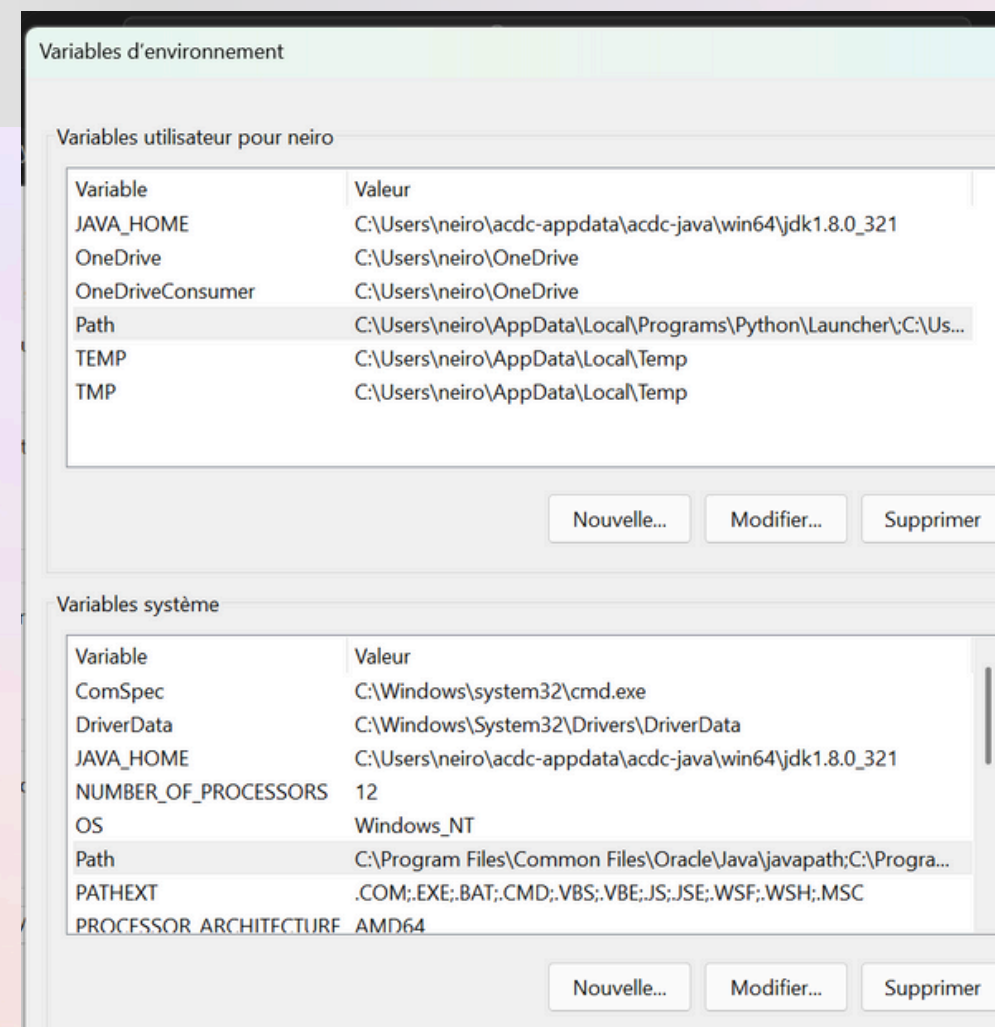 Variables d'environnement
Variables utilisateur pour neiro
Variable Valeur
JAVA_HOME C:\Users\neiro\acdc-appdata\acdc-java\win64\jdk1.8.0_321
OneDrive C:\Users\neiro\OneDrive
OneDriveConsumer C:\Users\neiro\OneDrive
Path C:\Users\neiro\AppData\Local\Programs\Python\Launcher\;C:\Us...
TEMP C:\Users\neiro\AppData\Local\Temp
TMP C:\Users\neiro\AppData\Local\Temp
Nouvelle... Modifier... Supprimer
Variables système
Variable Valeur
ComSpec C:\Windows\system32\cmd.exe
DriverData C:\Windows\System32\Drivers\DriverData
JAVA_HOME C:\Users\neiro\acdc-appdata\acdc-java\win64\jdk1.8.0_321
NUMBER_OF_PROCESSORS 12
OS Windows_NT
Path C:\Program Files\Common Files\Oracle\Java\javapath;C:\Progra...
PATHEXT .COM;.EXE;.BAT;.CMD;.VBS;.VBE;.JS;.JSE;.WSF;.WSH;.MSC
PROCESSOR_ARCHITECTURE AMD64
Nouvelle... Modifier... Supprimer